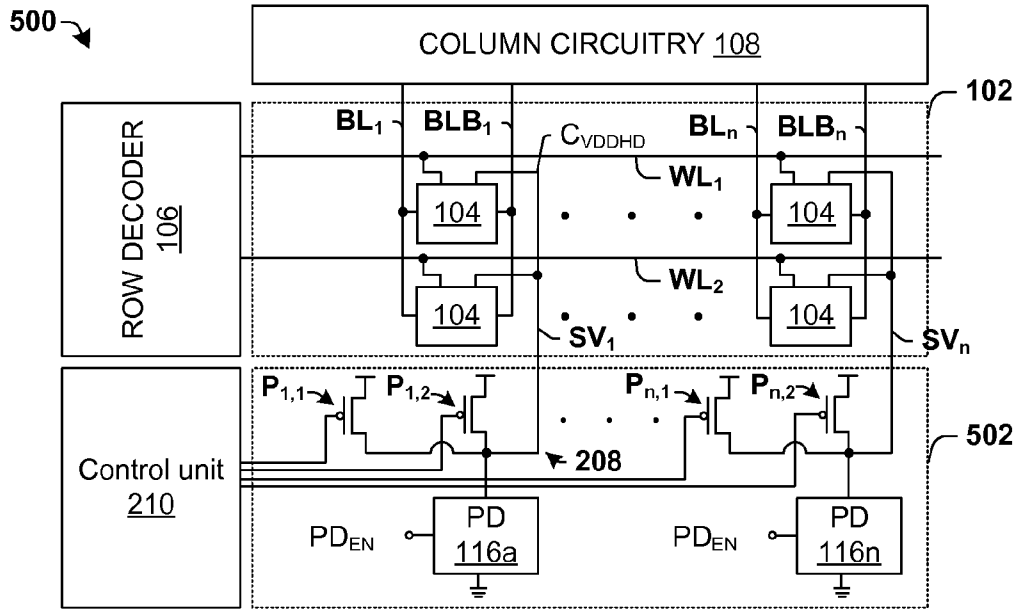 500
COLUMN CIRCUITRY 108
102
BL1 BLB1 CVDDHD BLn BLBn
ROW DECODER 106
WL1
104 104
WL2
104 104
SV1 SVn
P1,1 P1,2 Pn,1 Pn,2
502
208
Control unit
210
PDEN PD 116a PDEN PD 116n